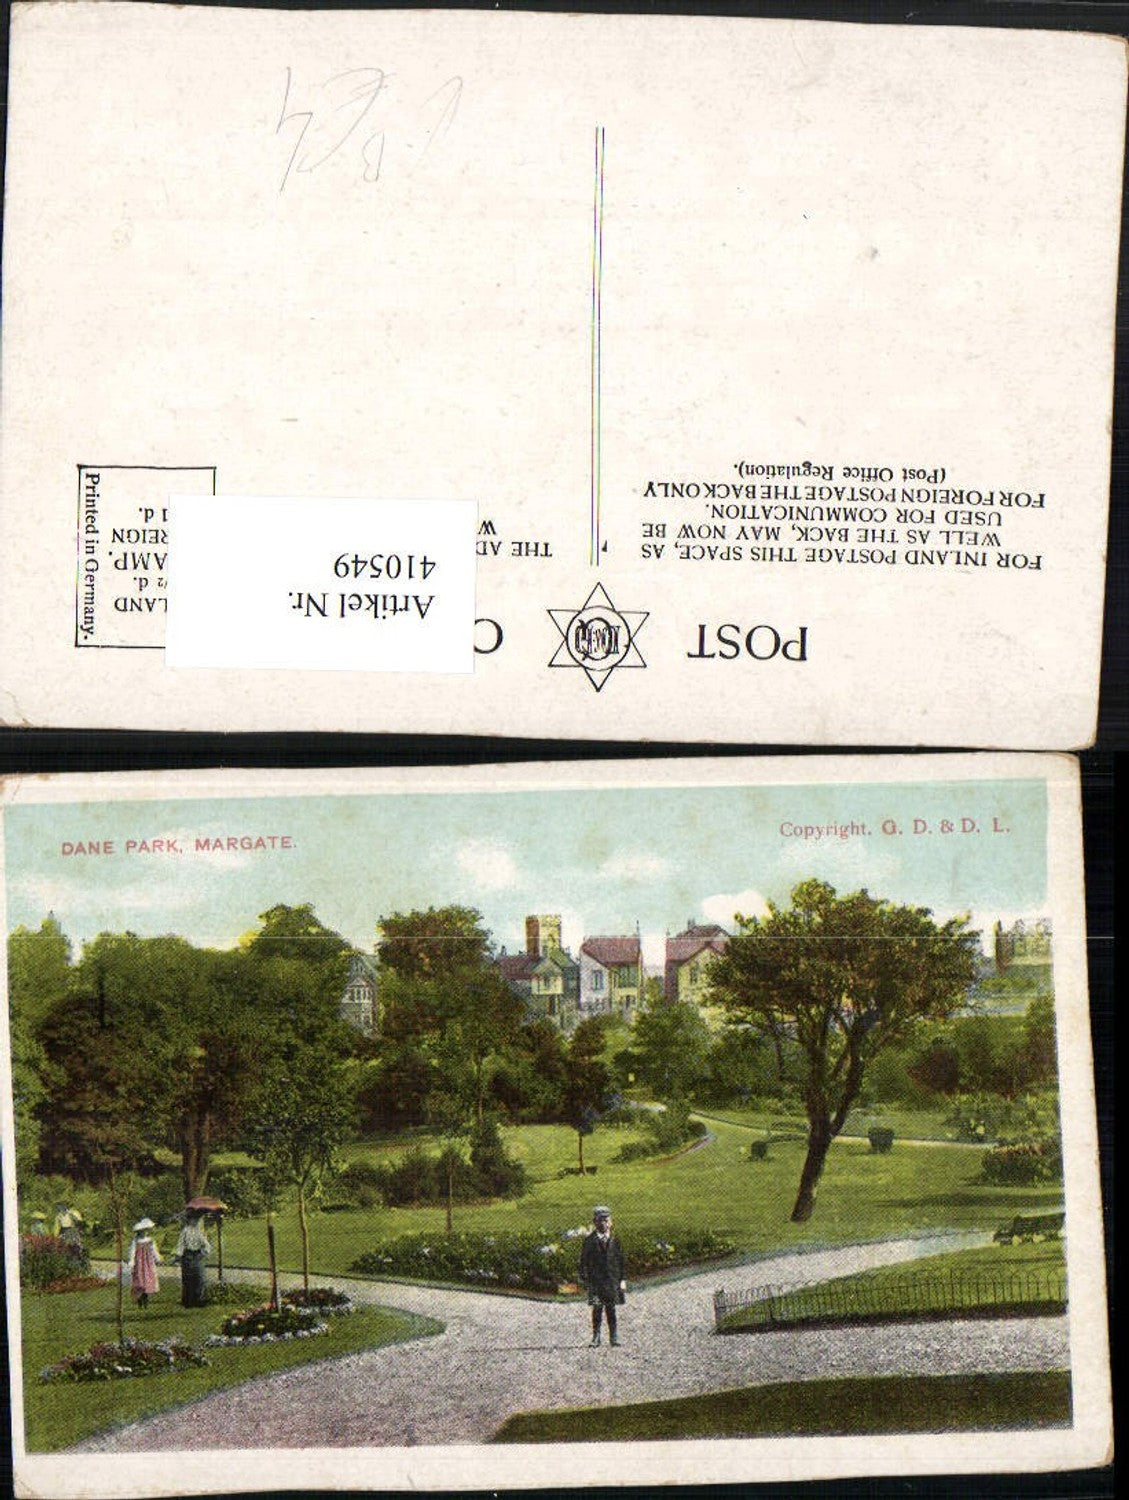 POST C
FOR INLAND POSTAGE THIS SPACE, AS
WELL AS THE BACK, MAY NOW BE
USED FOR COMMUNICATION.
FOR FOREIGN POSTAGE THE BACK ONLY
(Post Office Regulation).
THE AD
W
Artikel Nr.
410549
LAND
1/2 d.
AMP.
REIGN
1 d.
Printed in Germany.
DANE PARK, MARGATE.
Copyright. G. D. & D. L.